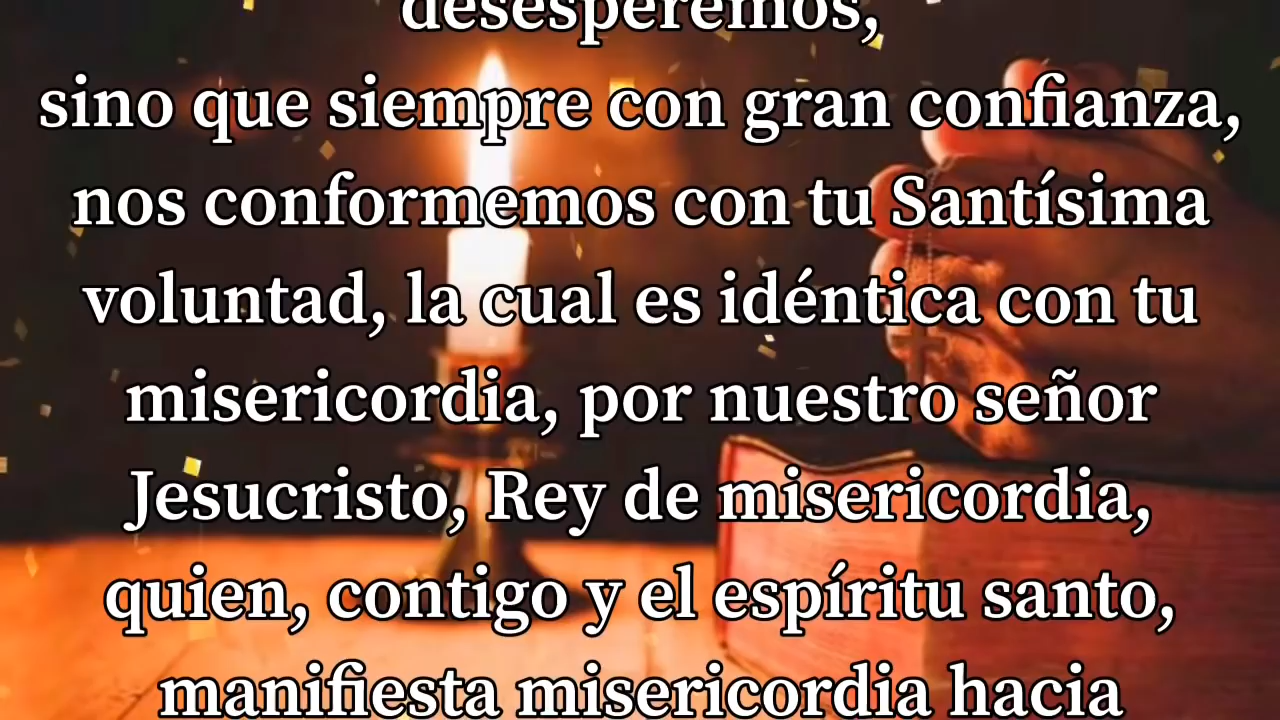 desesperemos,
sino que siempre con gran confianza,
nos conformemos con tu Santísima
voluntad, la cual es idéntica con tu
misericordia, por nuestro señor
Jesucristo, Rey de misericordia,
quien, contigo y el espíritu santo,
manifiesta misericordia hacia